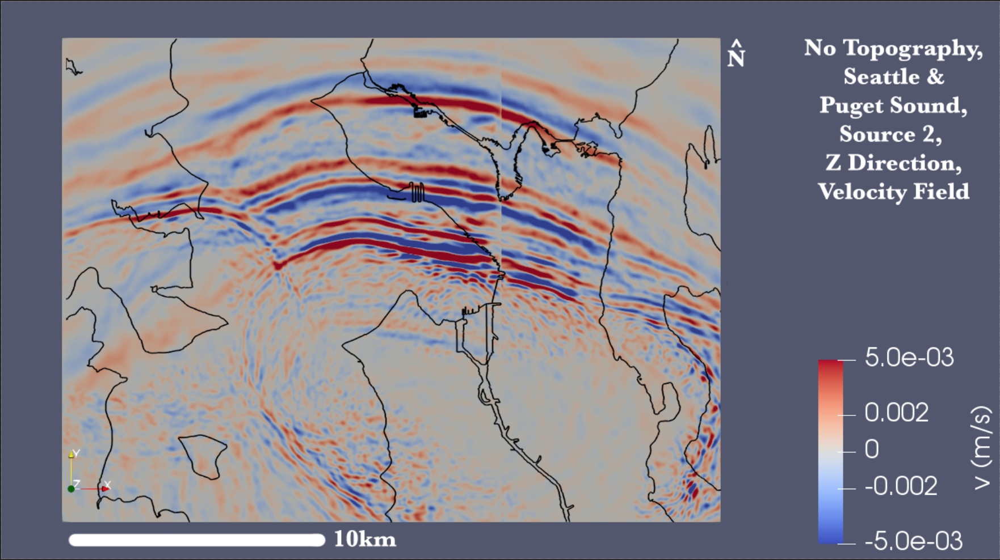 ^
N
No Topography,
Seattle &
Puget Sound,
Source 2,
Z Direction,
Velocity Field
5.0e-03
0.002
0
-0.002
-5.0e-03
v (m/s)
Y
Z
X
10km